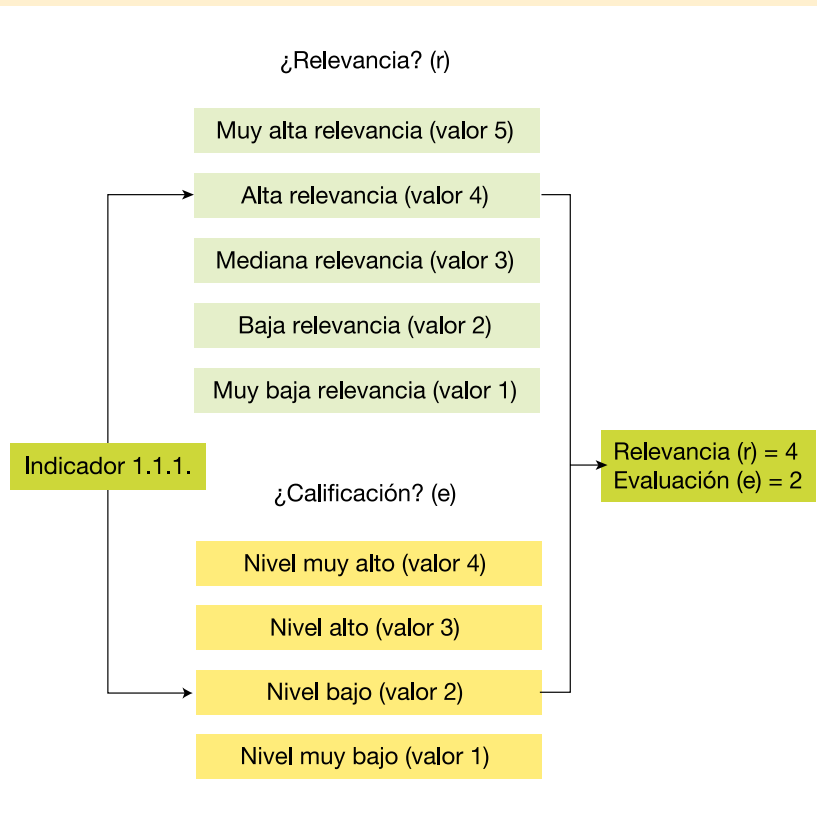 ¿Relevancia? (r)
Muy alta relevancia (valor 5)
Alta relevancia (valor 4)
Mediana relevancia (valor 3)
Baja relevancia (valor 2)
Muy baja relevancia (valor 1)
Indicador 1.1.1.
Relevancia (r) = 4
Evaluación (e) = 2
¿Calificación? (e)
Nivel muy alto (valor 4)
Nivel alto (valor 3)
Nivel bajo (valor 2)
Nivel muy bajo (valor 1)